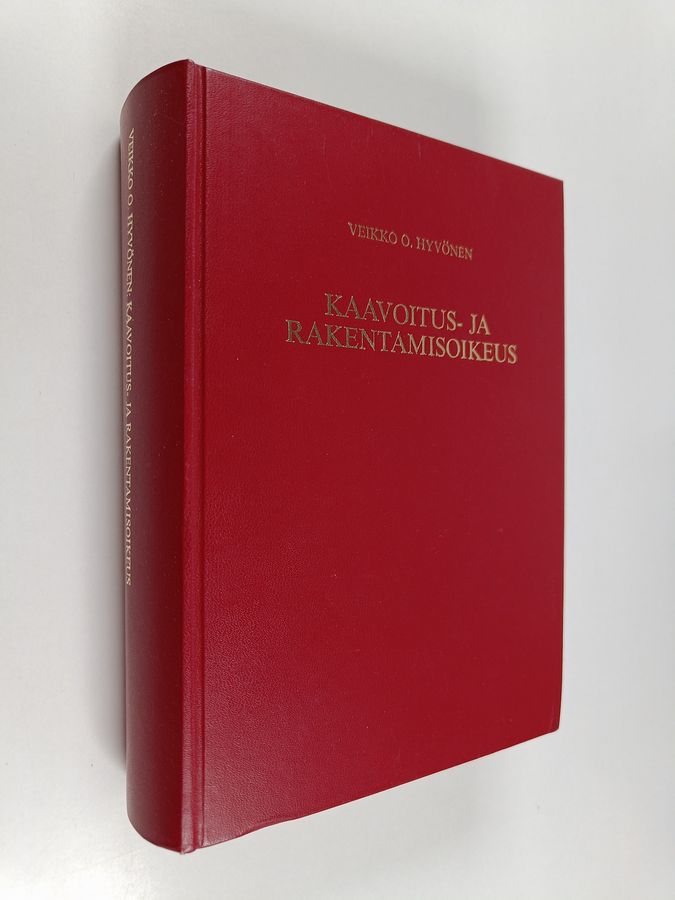 VEIKKO O. HYVÖNEN: KAAVOITUS- JA RAKENTAMISOIKEUS
VEIKKO O. HYVÖNEN
KAAVOITUS- JA
RAKENTAMISOIKEUS